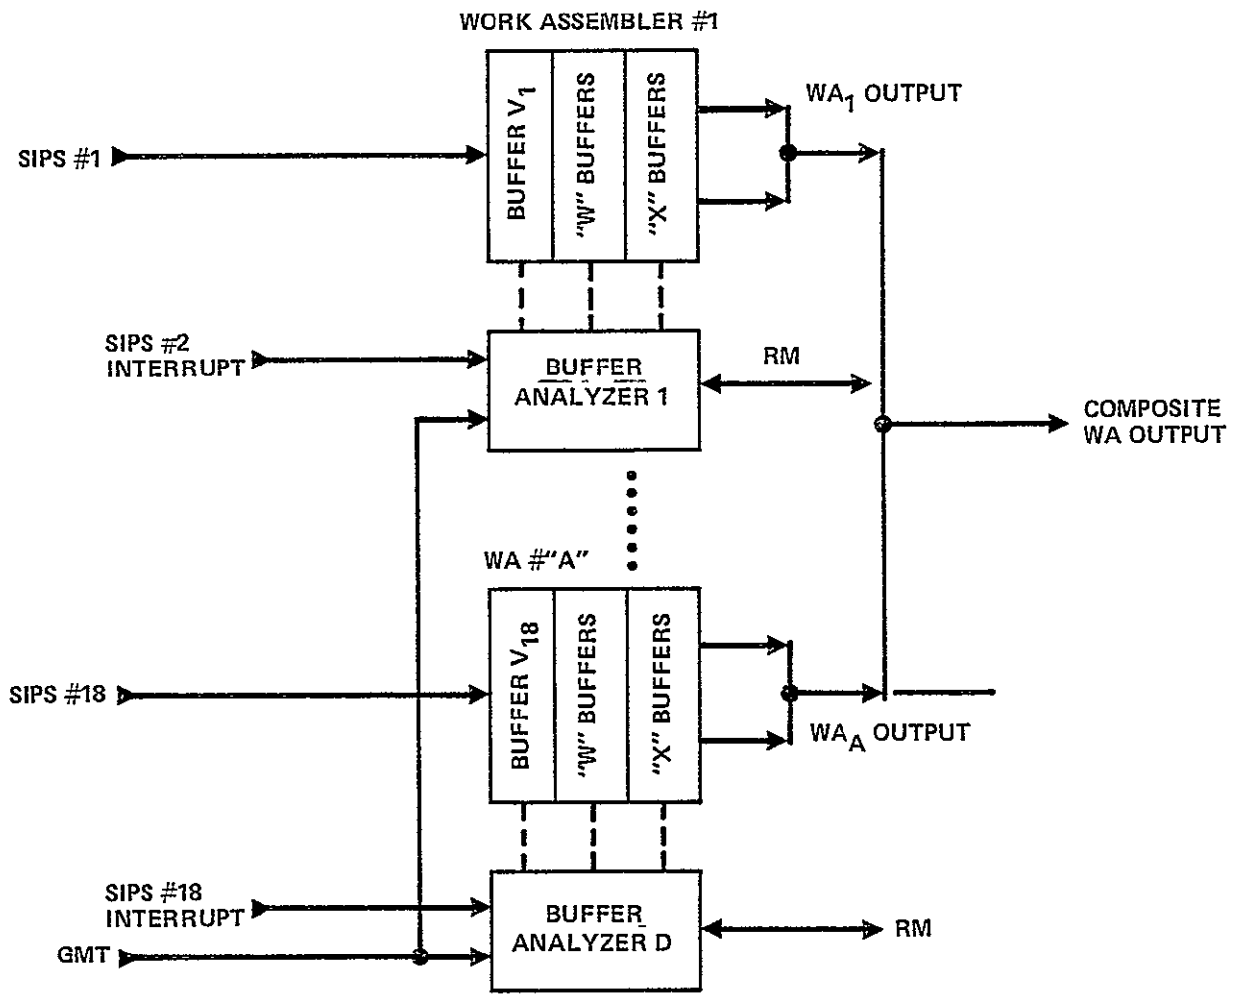 WORK ASSEMBLER #1
SIPS #1
BUFFER V1
"W" BUFFERS
"X" BUFFERS
WA1 OUTPUT
SIPS #2
INTERRUPT
BUFFER
ANALYZER 1
RM
COMPOSITE
WA OUTPUT
WA #"A"
SIPS #18
BUFFER V18
"W" BUFFERS
"X" BUFFERS
WAA OUTPUT
SIPS #18
INTERRUPT
GMT
BUFFER
ANALYZER D
RM